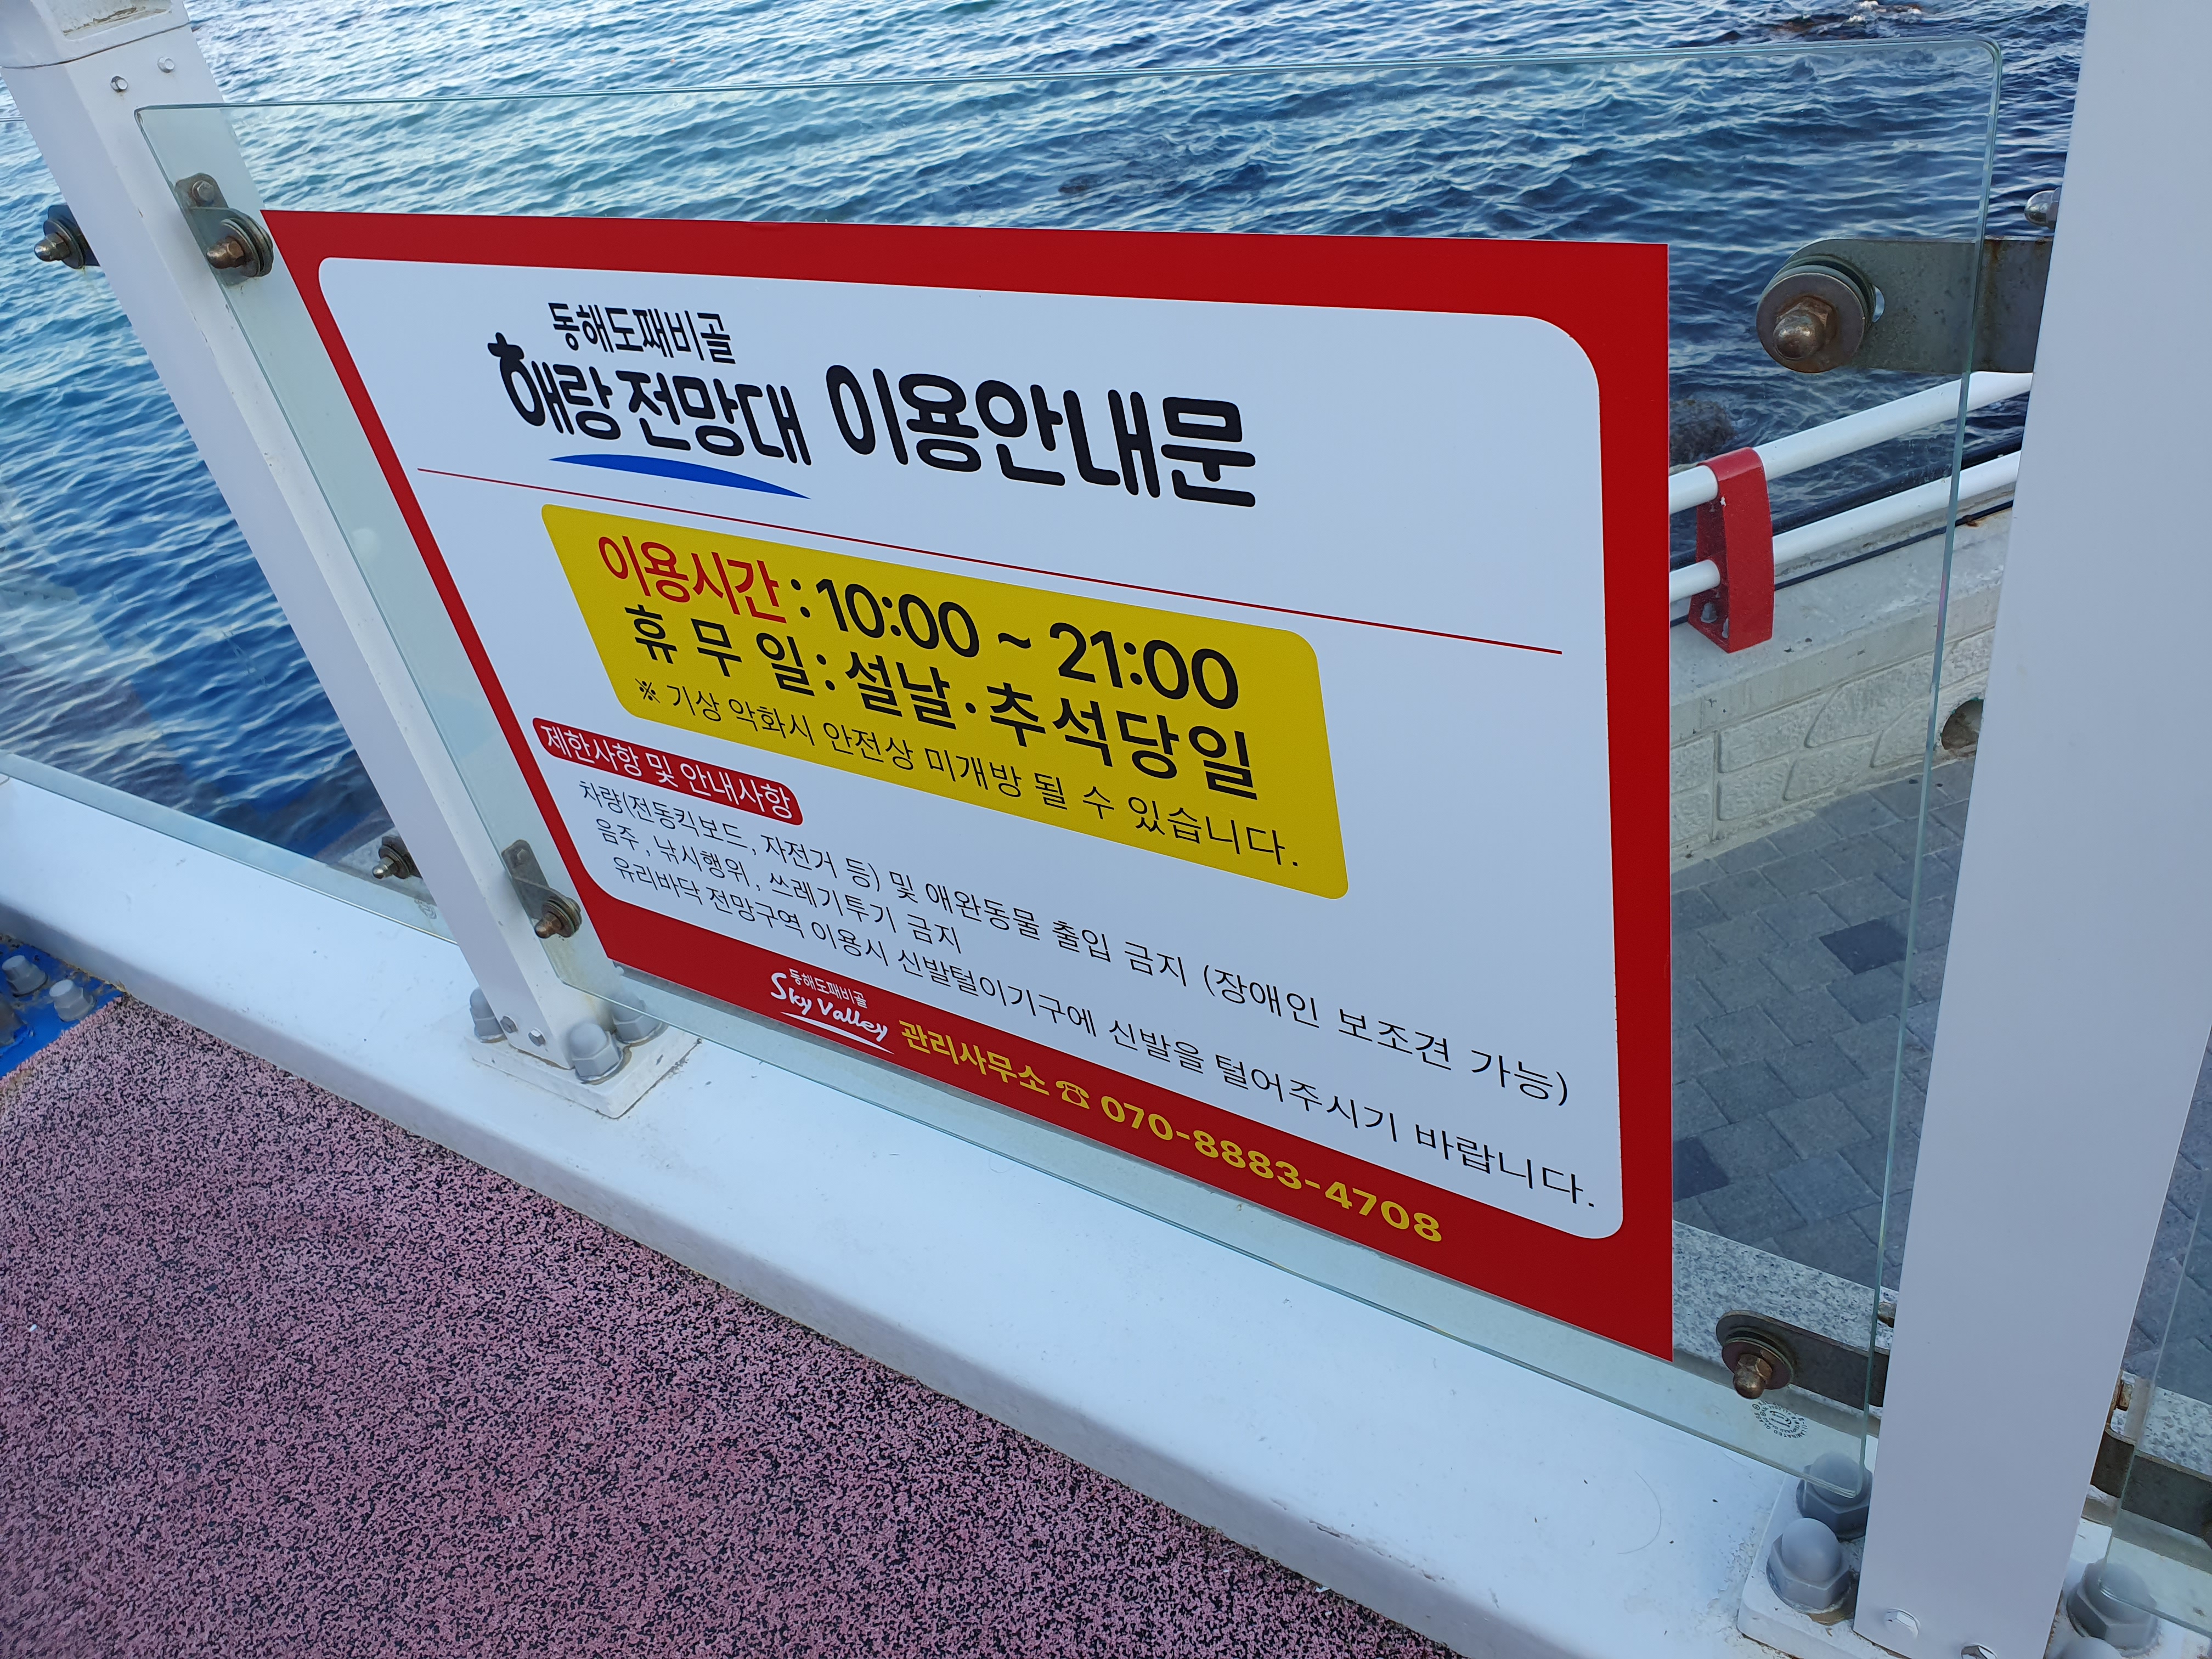 동해도째비골
해랑전망대 이용안내문
이용시간 : 10:00 ~ 21:00
휴 무 일 : 설날 · 추석당일
※ 기상 악화시 안전상 미개방 될 수 있습니다.
제한사항 및 안내사항
차량(전동킥보드, 자전거 등) 및 애완동물 출입 금지 (장애인 보조견 가능)
음주, 낚시행위, 쓰레기투기 금지
유리바닥 전망구역 이용시 신발털이기구에 신발을 털어주시기 바랍니다.
동해도째비골
Sky Valley 관리사무소 ☎ 070-8883-4708